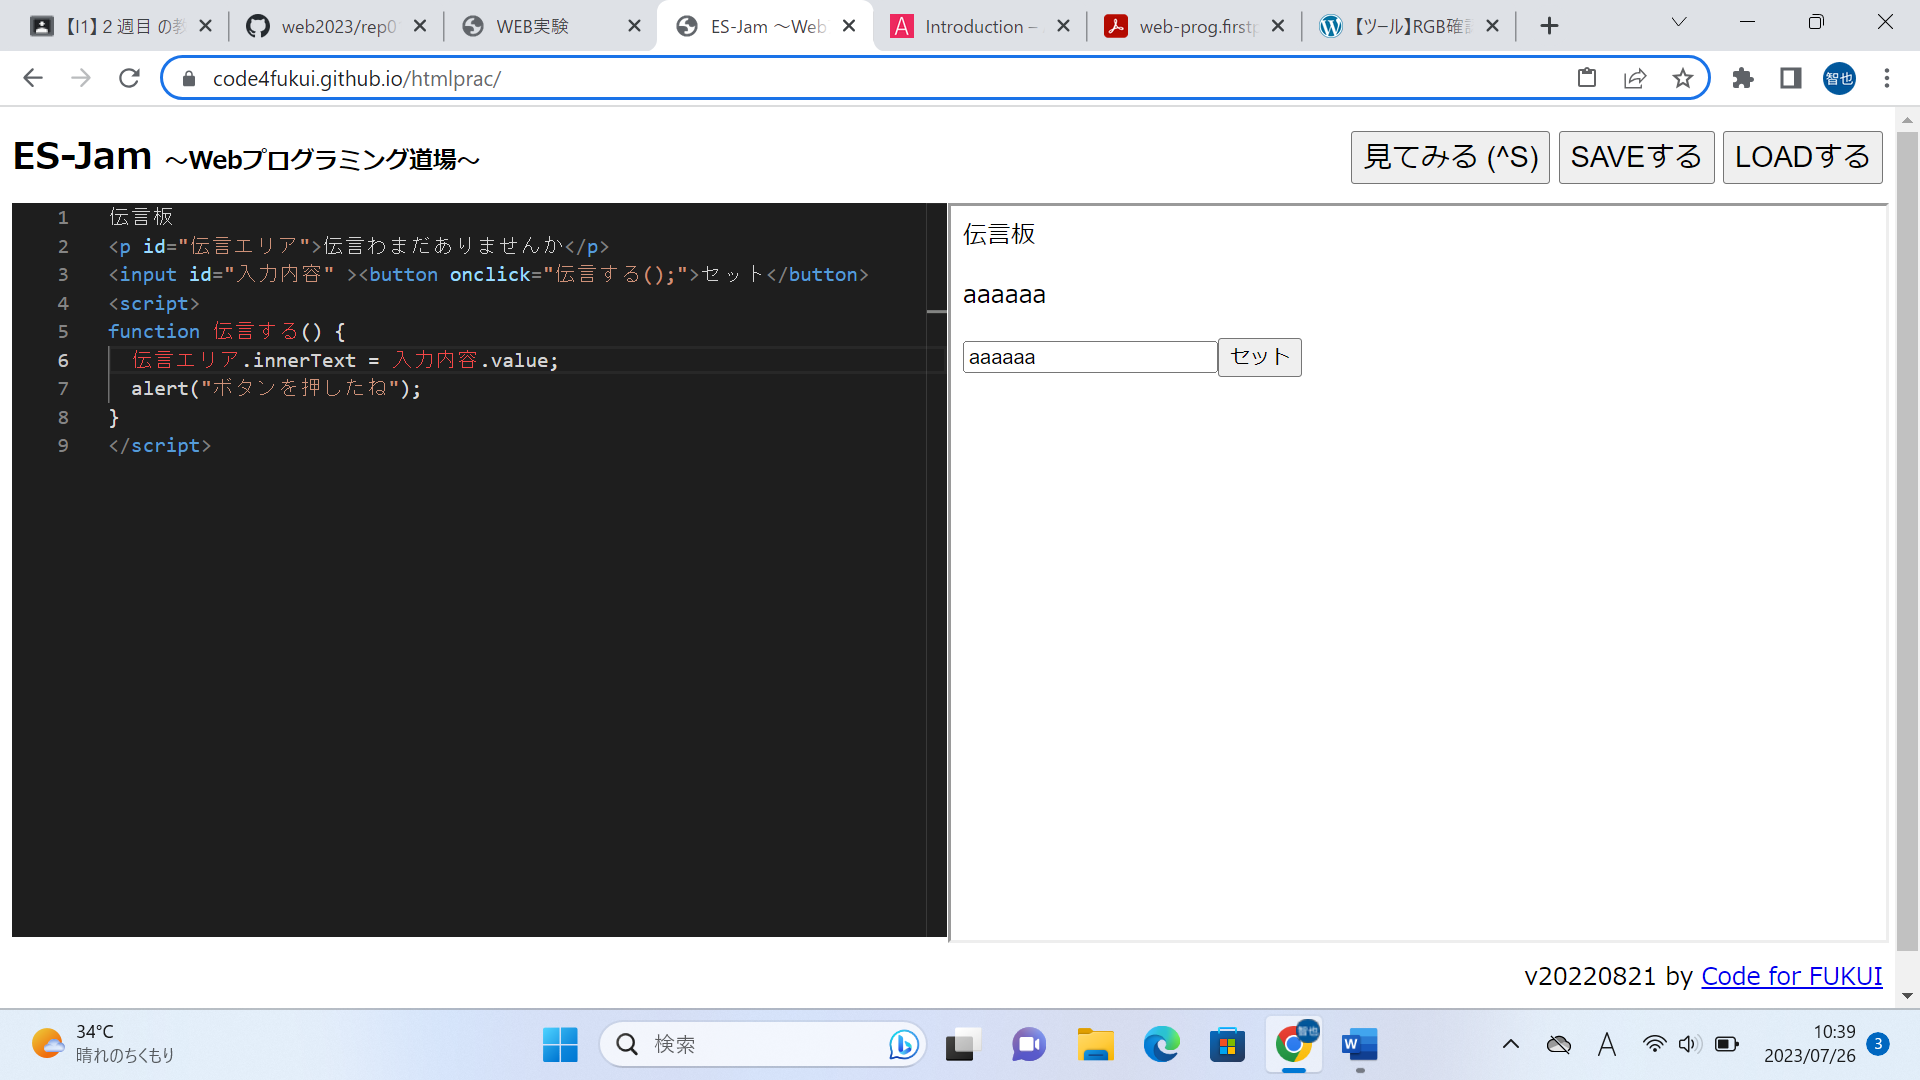 【I1】２週目 の教
web2023/rep0
WEB実験
ES-Jam 〜Web
Introduction –
web-prog.firstp
【ツール】RGB確認
code4fukui.github.io/htmlprac/
智也
ES-Jam 〜Webプログラミング道場〜
見てみる (^S)
SAVEする
LOADする
1 伝言板
2 <p id="伝言エリア">伝言わまだありませんか</p>
3 <input id="入力内容" ><button onclick="伝言する();">セット</button>
4 <script>
5 function 伝言する() {
6 伝言エリア.innerText = 入力内容.value;
7 alert("ボタンを押したね");
8 }
9 </script>
伝言板
aaaaaa
aaaaaa
セット
v20220821 by Code for FUKUI
34°C
晴れのちくもり
検索
智也
A
10:39
2023/07/26
3